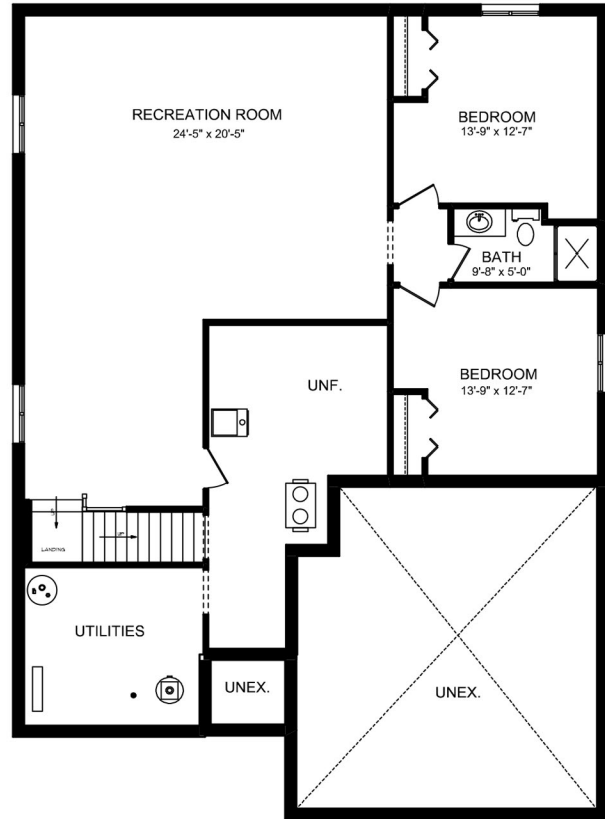 RECREATION ROOM
24'-5" x 20'-5"
BEDROOM
13'-9" x 12'-7"
BATH
9'-8" x 5'-0"
BEDROOM
13'-9" x 12'-7"
UNF.
LANDING
UTILITIES
UNEX.
UNEX.